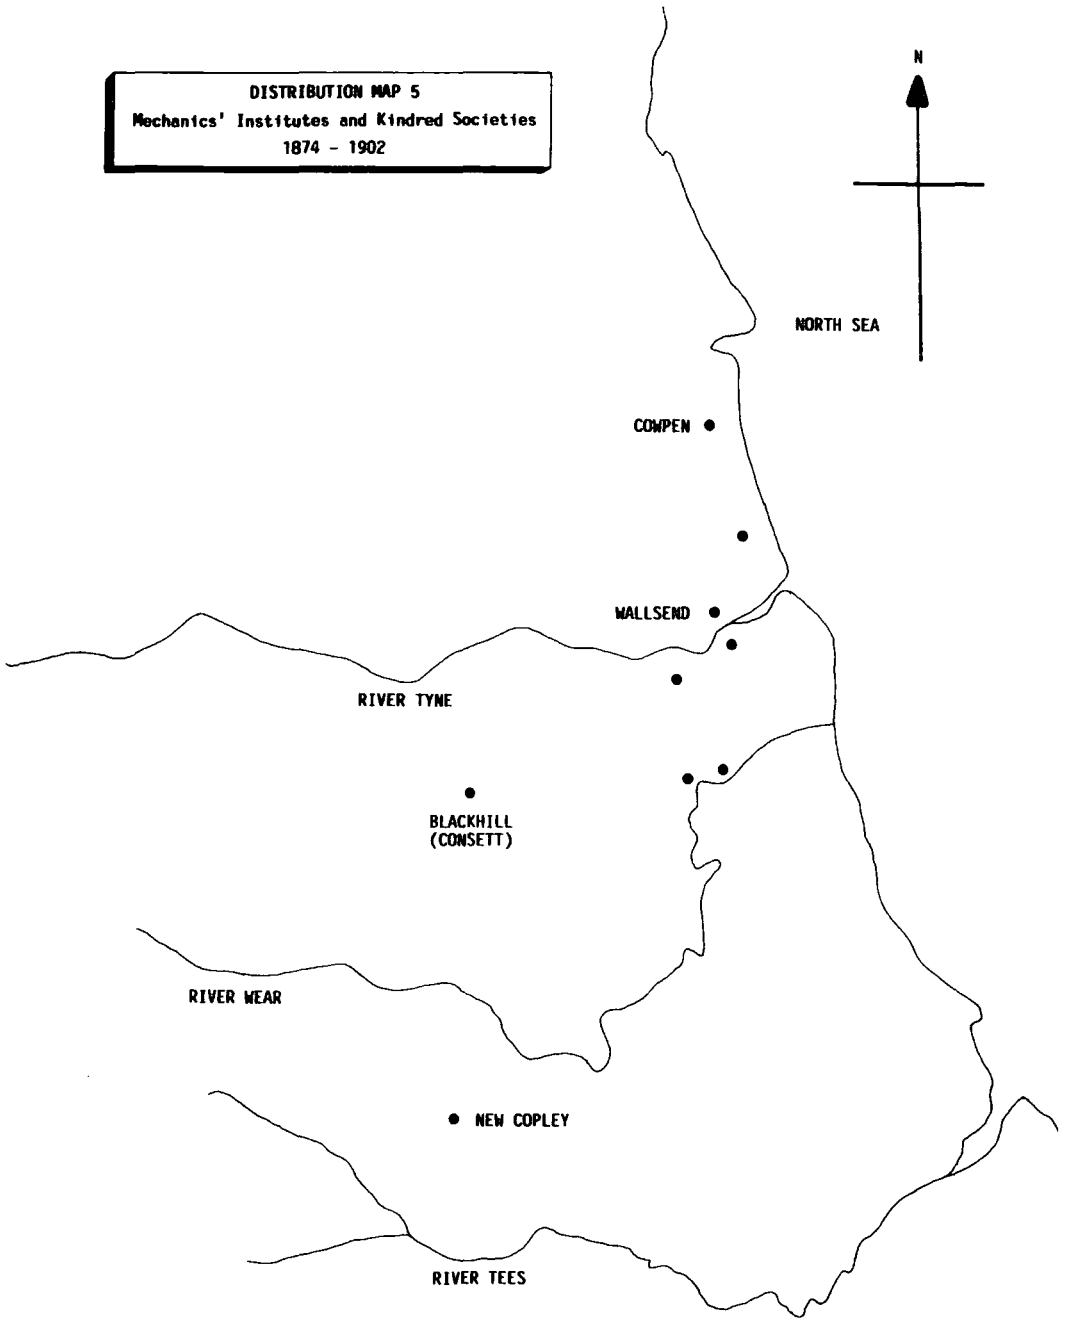 DISTRIBUTION MAP 5
Mechanics' Institutes and Kindred Societies
1874 - 1902
N
NORTH SEA
COWPEN
WALLSEND
RIVER TYNE
BLACKHILL
(CONSETT)
RIVER WEAR
NEW COPLEY
RIVER TEES